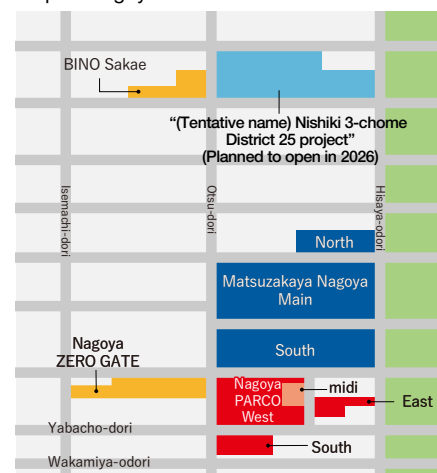 BINO Sakae
“(Tentative name) Nishiki 3-chome
District 25 project”
(Planned to open in 2026)
Isemachi-dori
Otsu-dori
Hisaya-odori
North
Matsuzakaya Nagoya
Main
South
Nagoya
ZERO GATE
Nagoya
PARCO
West
midi
East
Yabacho-dori
South
Wakamiya-odori